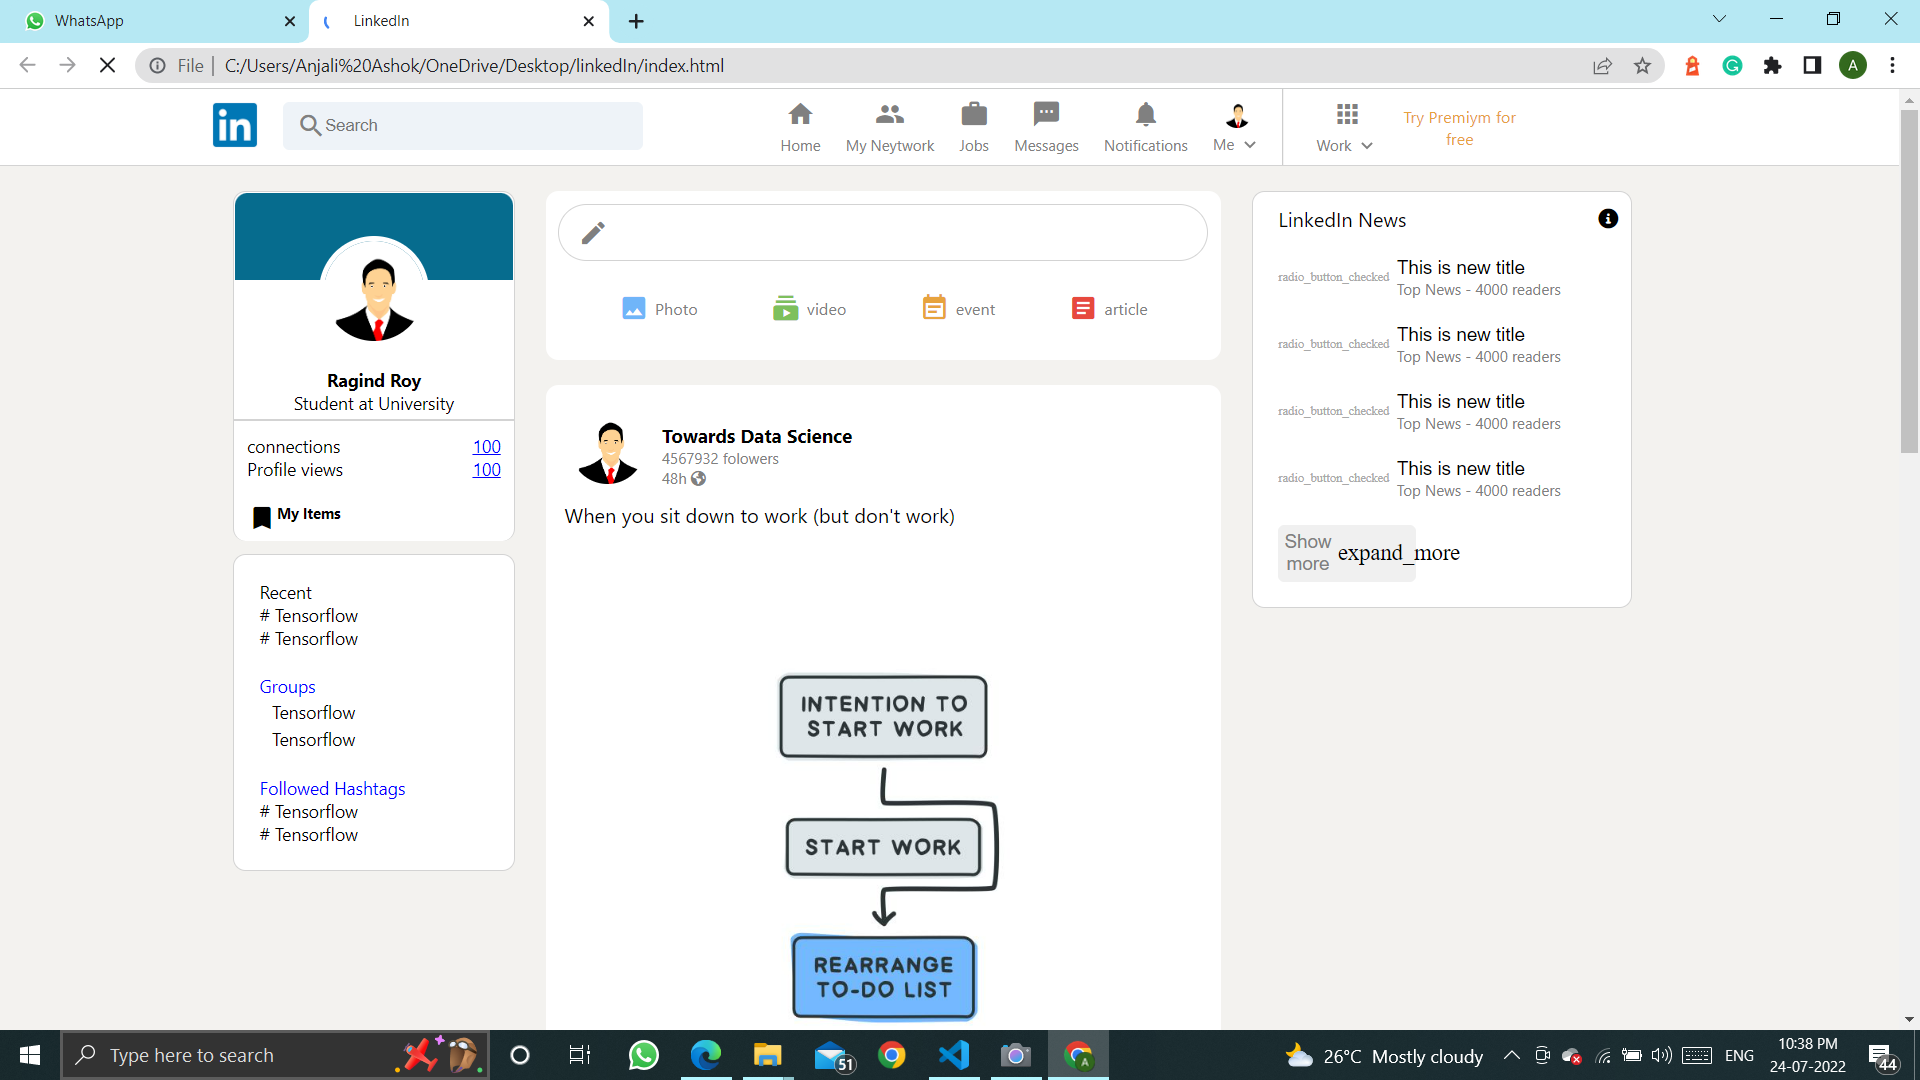 WhatsApp
LinkedIn
File | C:/Users/Anjali%20Ashok/OneDrive/Desktop/linkedIn/index.html
A
in
Search
Home
My Neytwork
Jobs
Messages
Notifications
Me
Work
Try Premiym for
free
Ragind Roy
Student at University
connections 100
Profile views 100
My Items
Recent
# Tensorflow
# Tensorflow
Groups
Tensorflow
Tensorflow
Followed Hashtags
# Tensorflow
# Tensorflow
Photo
video
event
article
Towards Data Science
4567932 folowers
48h
When you sit down to work (but don't work)
INTENTION TO
START WORK
START WORK
REARRANGE
TO-DO LIST
LinkedIn News
radio_button_checked
This is new title
Top News - 4000 readers
radio_button_checked
This is new title
Top News - 4000 readers
radio_button_checked
This is new title
Top News - 4000 readers
radio_button_checked
This is new title
Top News - 4000 readers
Show
more
expand_more
Type here to search
51
A
26°C Mostly cloudy
ENG
10:38 PM
24-07-2022
44